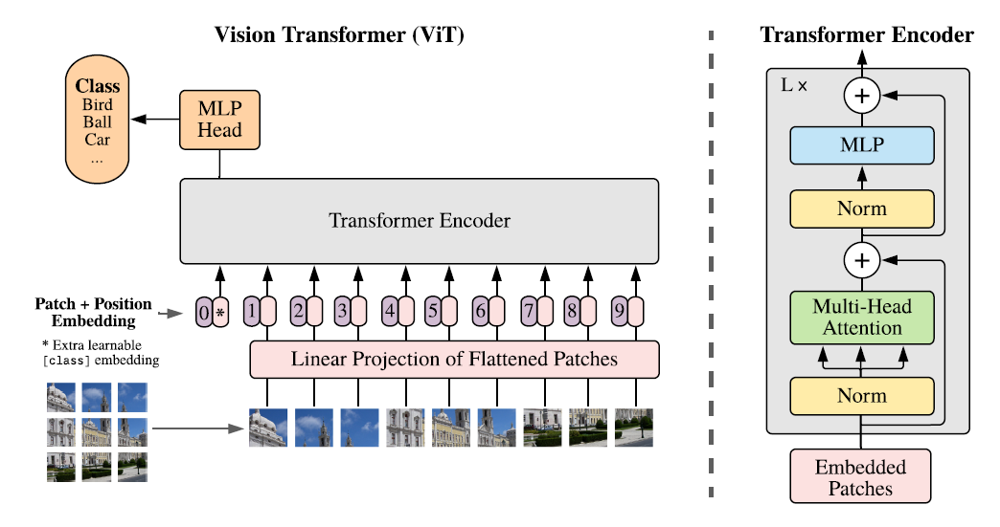 Vision Transformer (ViT)
Class
Bird
Ball
Car
...
MLP
Head
Transformer Encoder
Patch + Position
Embedding
0 * 1 2 3 4 5 6 7 8 9
* Extra learnable
[class] embedding
Linear Projection of Flattened Patches
Transformer Encoder
L ×
+
MLP
Norm
+
Multi-Head
Attention
Norm
Embedded
Patches